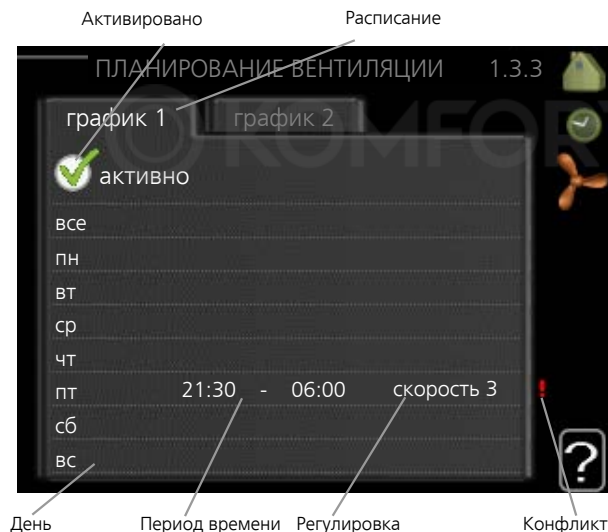 Активировано Расписание
ПЛАНИРОВАНИЕ ВЕНТИЛЯЦИИ 1.3.3
график 1 график 2
KOMFOR
активно
все
пн
вт
ср
чт
пт 21:30 - 06:00 скорость 3 !
сб
вс
?
День Период времени Регулировка Конфликт